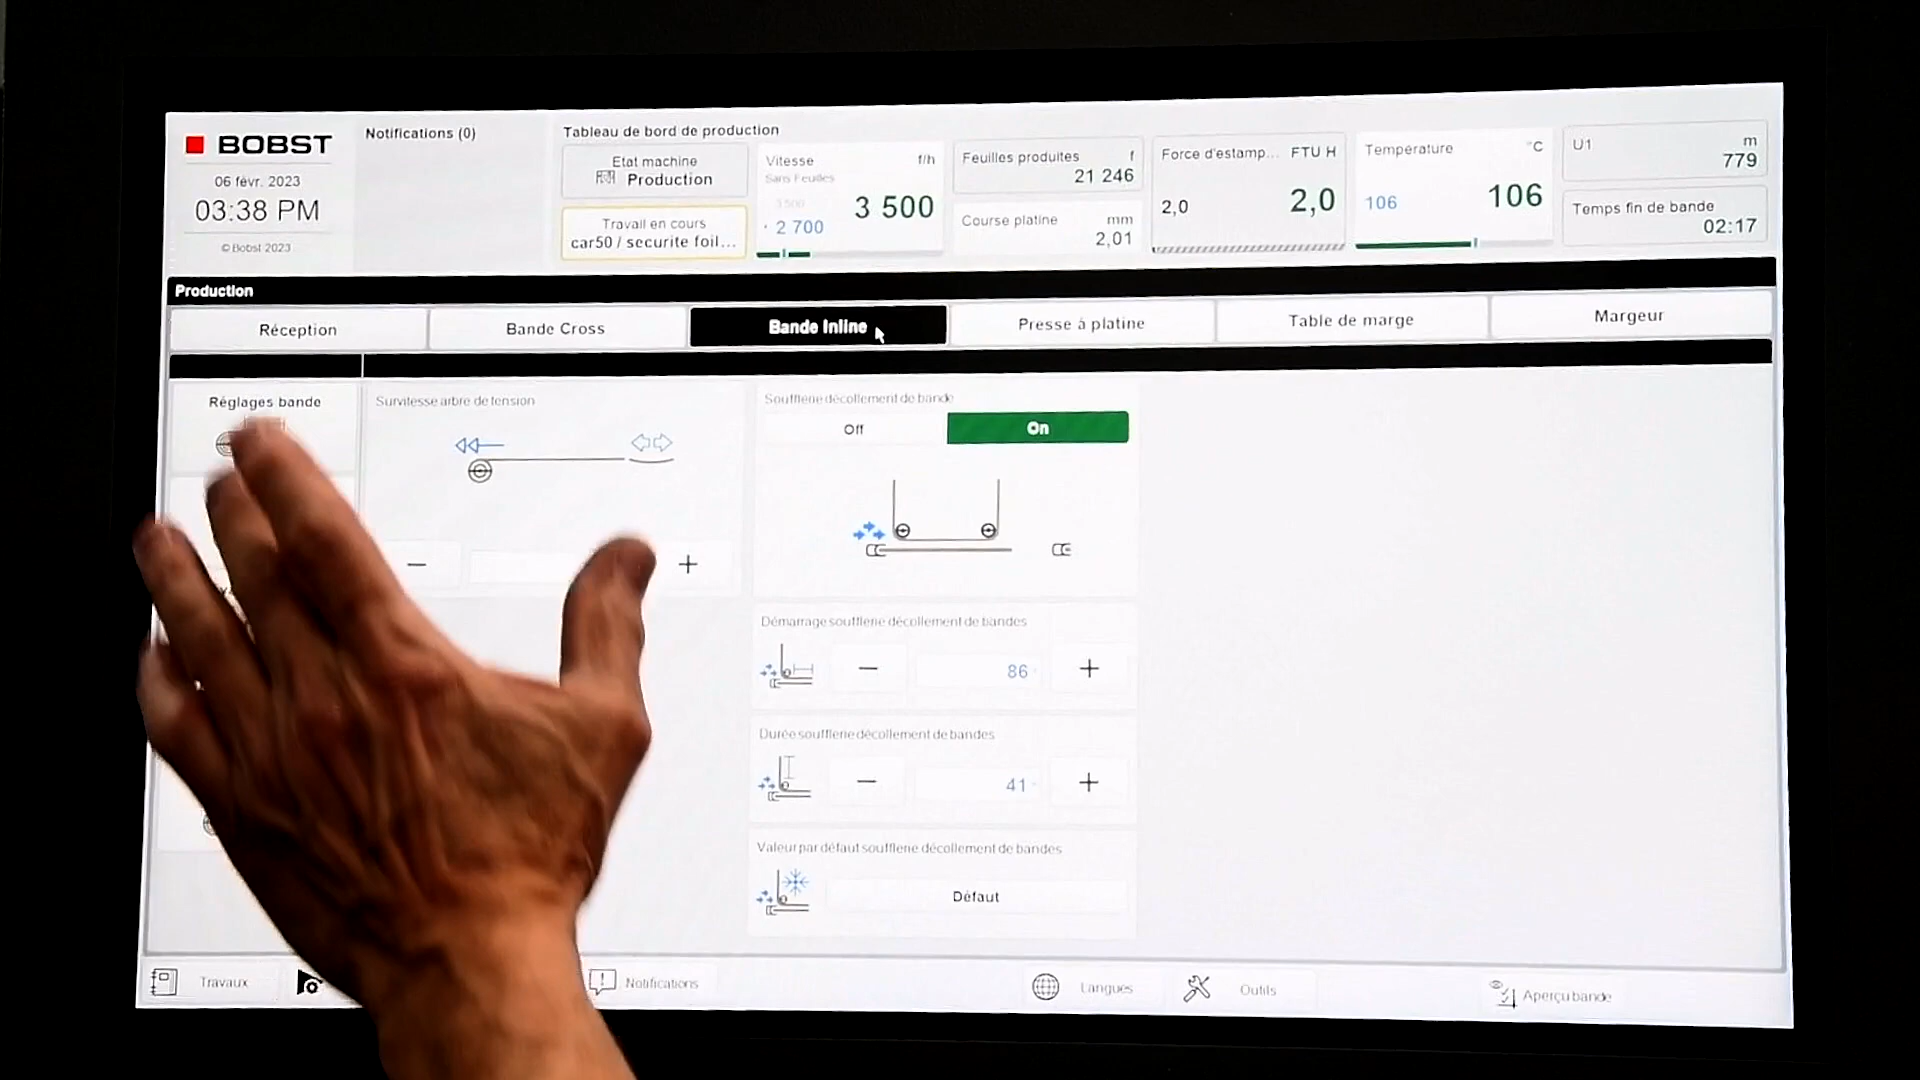 BOBST
06 févr. 2023
03:38 PM
© Bobst 2023
Notifications (0)
Tableau de bord de production
Etat machine
Production
Travail en cours
car50 / securite foil...
Vitesse f/h
Sans Feuilles
3 500
2 700
3 500
Feuilles produites f
21 246
Course platine mm
2,01
Force d'estamp... FTU H
2,0 2,0
Température °C
106 106
U1 m
779
Temps fin de bande
02:17
Production
Réception
Bande Cross
Bande Inline
Presse à platine
Table de marge
Margeur
Réglages bande
Survitesse arbre de tension
Soufflerie décollement de bande
Off On
Démarrage soufflerie décollement de bandes
86
Durée soufflerie décollement de bandes
41
Valeur par défaut soufflerie décollement de bandes
Défaut
Travaux
Notifications
Langues
Outils
Aperçu bande